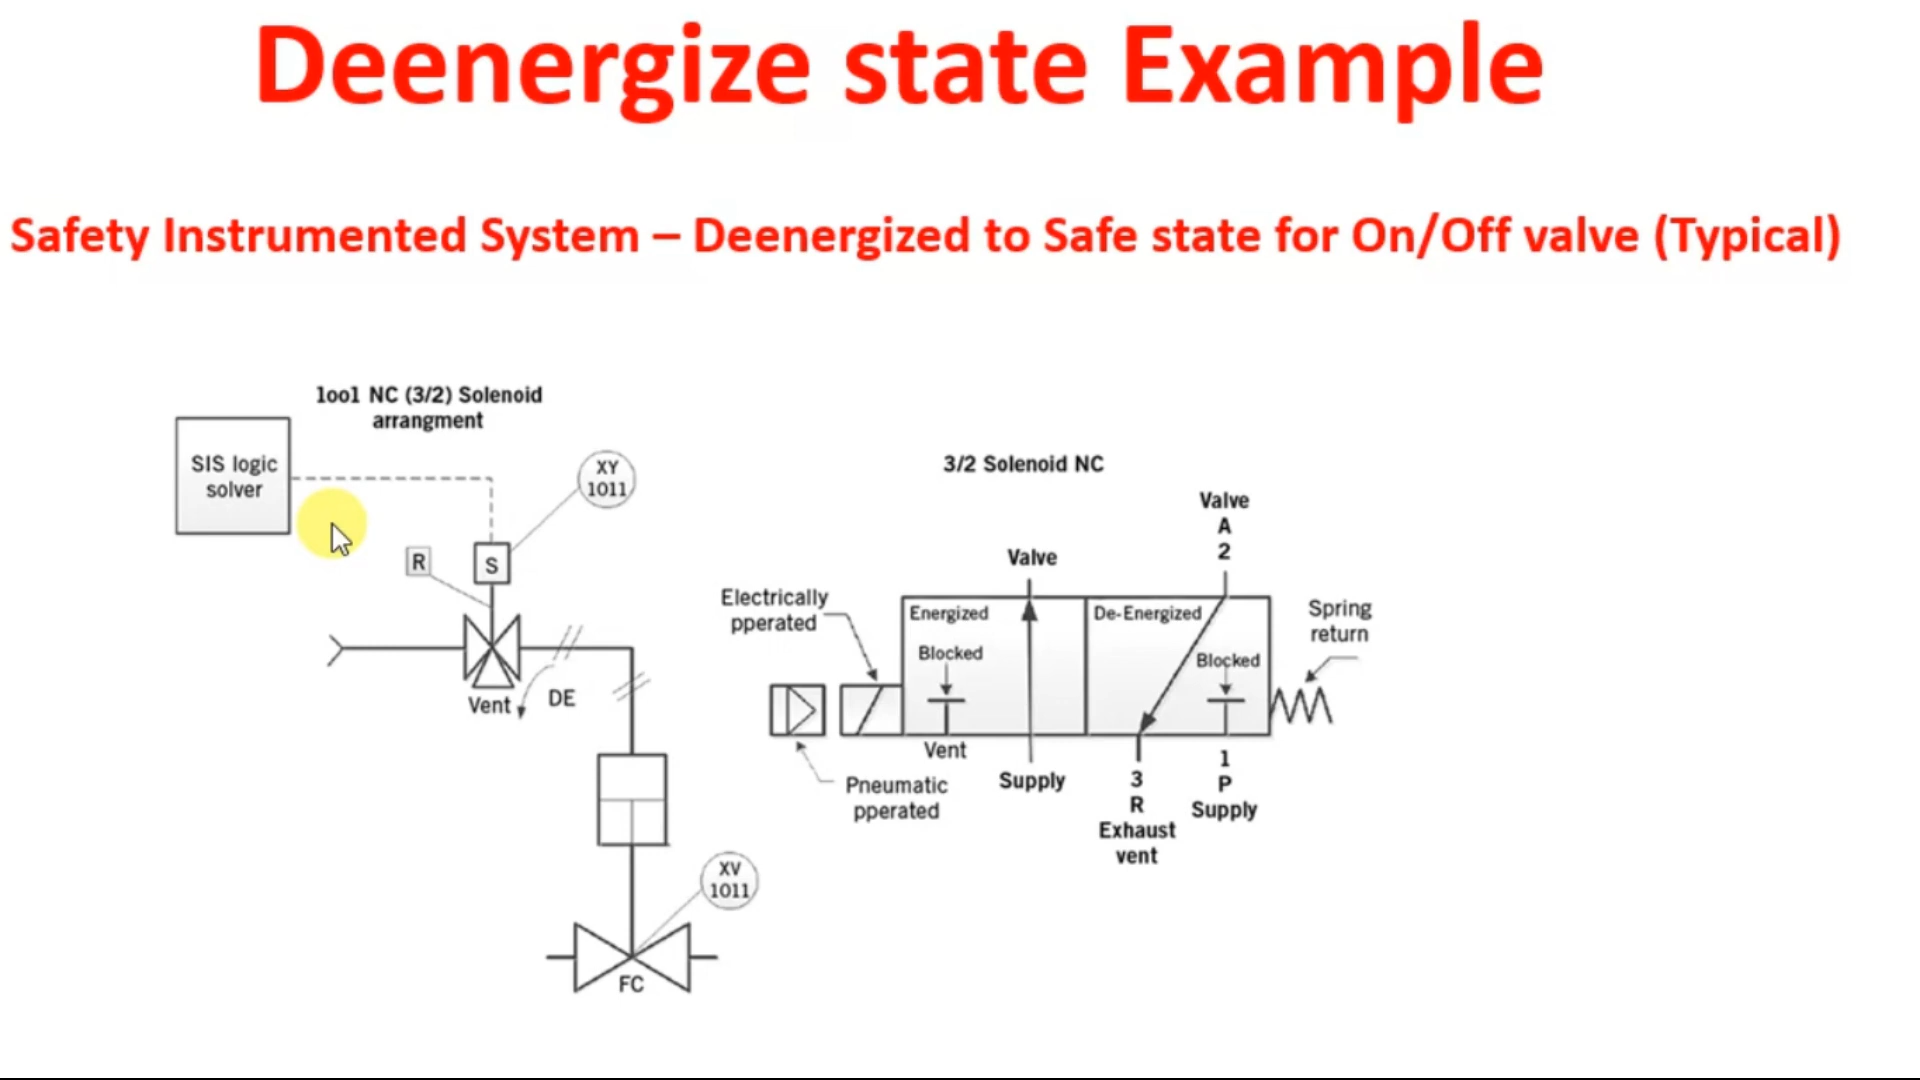 Deenergize state Example
Safety Instrumented System – Deenergized to Safe state for On/Off valve (Typical)
1oo1 NC (3/2) Solenoid
arrangment
SIS logic
solver
XY
1011
R
S
Vent
DE
XV
1011
FC
3/2 Solenoid NC
Valve
A
2
Valve
Electrically
pperated
Energized
De-Energized
Spring
return
Blocked
Blocked
Vent
Supply
Pneumatic
pperated
3
R
Exhaust
vent
1
P
Supply